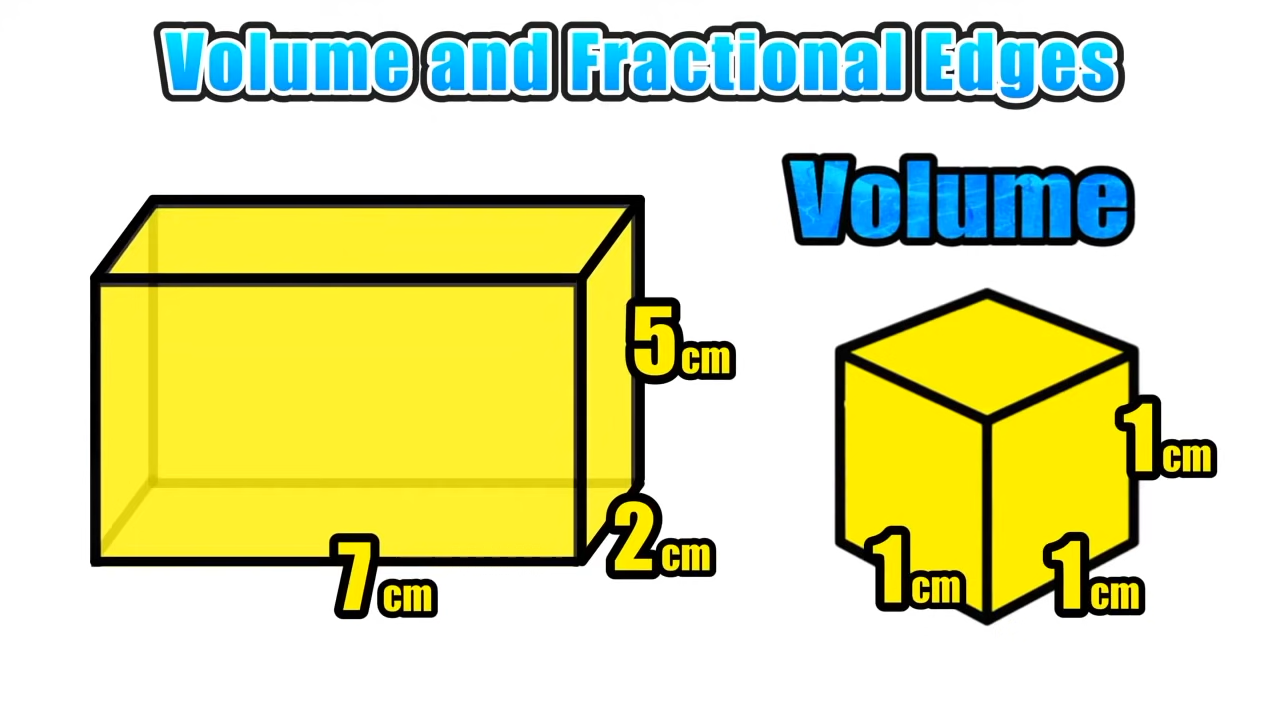 Volume and Fractional Edges
Volume
5cm
2cm
7cm
1cm
1cm
1cm